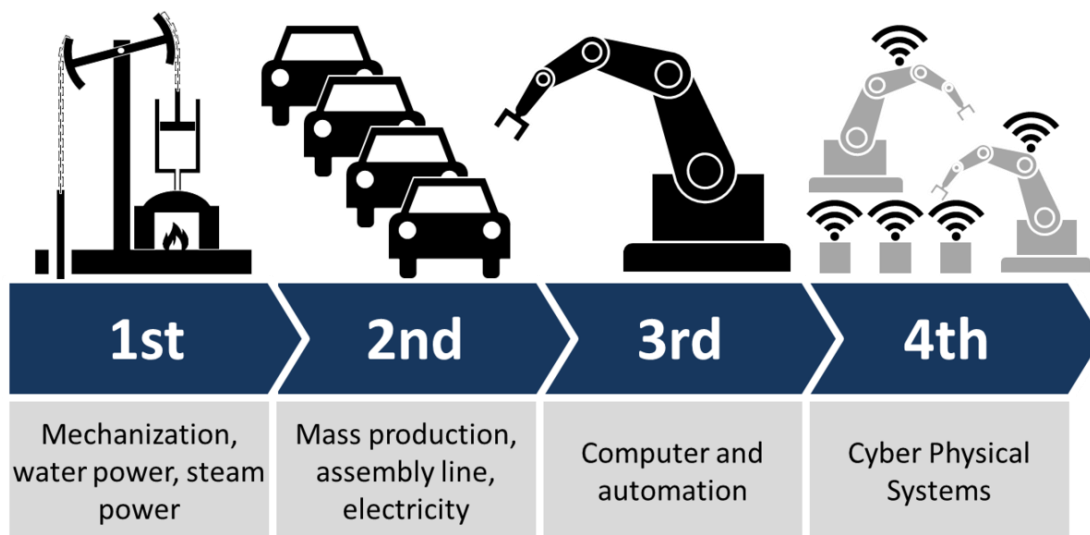 1st
2nd
3rd
4th
Mechanization,
water power, steam
power
Mass production,
assembly line,
electricity
Computer and
automation
Cyber Physical
Systems